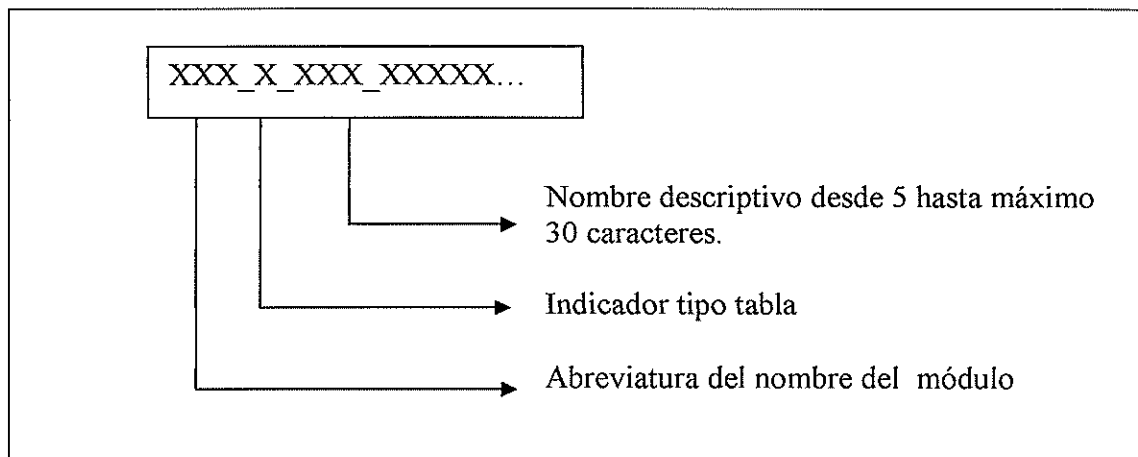 XXX_X_XXX_XXXXX...
Nombre descriptivo desde 5 hasta máximo
30 caracteres.
Indicador tipo tabla
Abreviatura del nombre del módulo